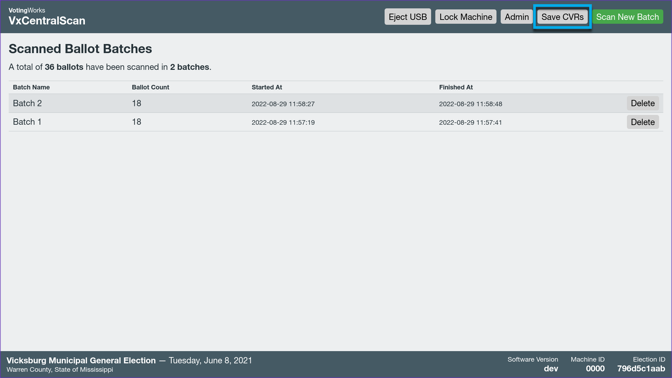 VotingWorks
VxCentralScan
Eject USB Lock Machine Admin Save CVRs Scan New Batch
Scanned Ballot Batches
A total of 36 ballots have been scanned in 2 batches.
Batch Name Ballot Count Started At Finished At
Batch 2 18 2022-08-29 11:58:27 2022-08-29 11:58:48 Delete
Batch 1 18 2022-08-29 11:57:19 2022-08-29 11:57:41 Delete
Vicksburg Municipal General Election — Tuesday, June 8, 2021
Warren County, State of Mississippi
Software Version Machine ID Election ID
dev 0000 796d5c1aab